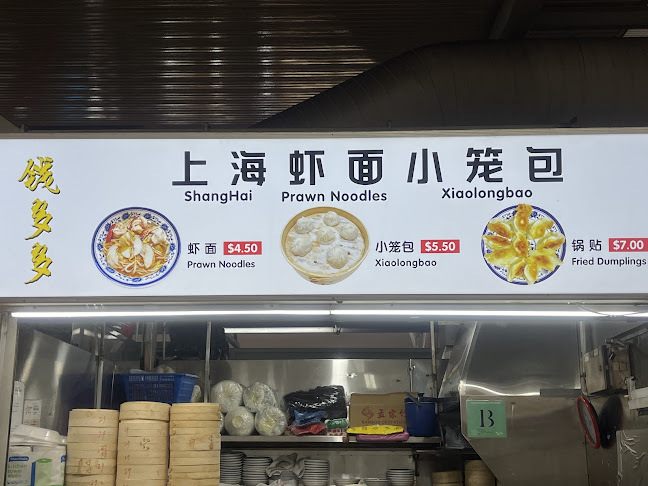 钱多多
上海虾面小笼包
ShangHai Prawn Noodles Xiaolongbao
虾面 $4.50
Prawn Noodles
小笼包 $5.50
Xiaolongbao
锅贴 $7.00
Fried Dumplings
B